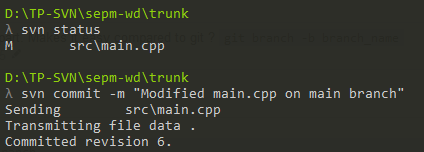 D:\TP-SVN\sepm-wd\trunk
λ svn status
M       src\main.cpp
D:\TP-SVN\sepm-wd\trunk
λ svn commit -m "Modified main.cpp on main branch"
Sending        src\main.cpp
Transmitting file data .
Committed revision 6.